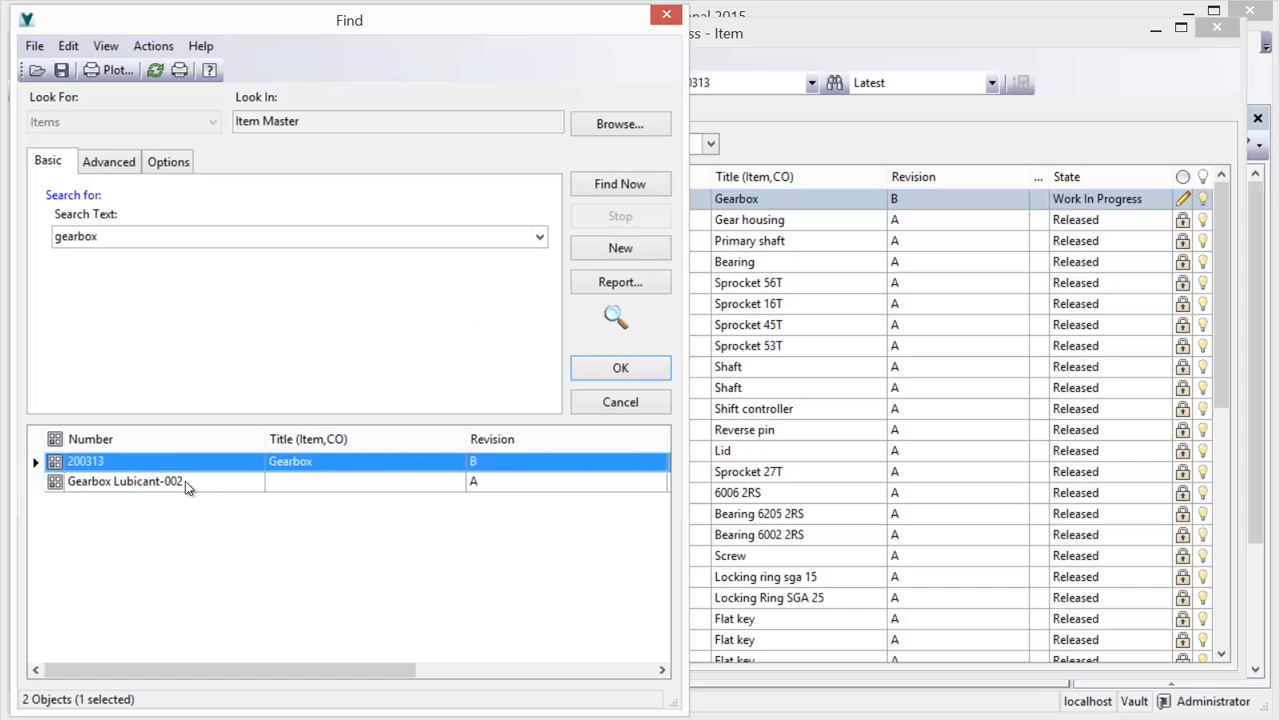 Find
File Edit View Actions Help
Plot...
Look For:
Look In:
Items
Item Master
Browse...
Basic Advanced Options
Search for:
Search Text:
gearbox
Find Now
Stop
New
Report...
OK
Cancel
Number Title (Item,CO) Revision
200313 Gearbox B
Gearbox Lubicant-002 A
2 Objects (1 selected)
2015
- Item
Latest
Title (Item,CO) Revision ... State
Gearbox B Work In Progress
Gear housing A Released
Primary shaft A Released
Bearing A Released
Sprocket 56T A Released
Sprocket 16T A Released
Sprocket 45T A Released
Sprocket 53T A Released
Shaft A Released
Shaft A Released
Shift controller A Released
Reverse pin A Released
Lid A Released
Sprocket 27T A Released
6006 2RS A Released
Bearing 6205 2RS A Released
Bearing 6002 2RS A Released
Screw A Released
Locking ring sga 15 A Released
Locking Ring SGA 25 A Released
Flat key A Released
Flat key A Released
Flat key A Released
localhost Vault Administrator